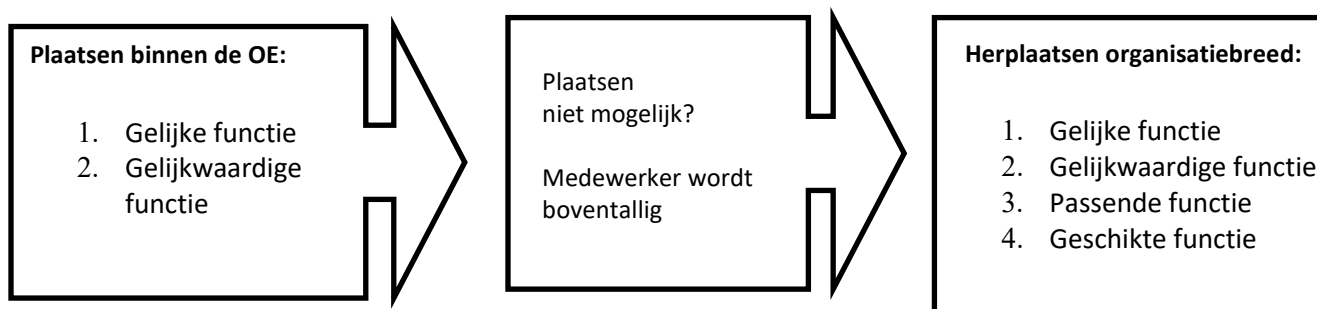 Plaatsen binnen de OE:
1. Gelijke functie
2. Gelijkwaardige
functie
Plaatsen
niet mogelijk?
Medewerker wordt
boventallig
Herplaatsen organisatiebreed:
1. Gelijke functie
2. Gelijkwaardige functie
3. Passende functie
4. Geschikte functie